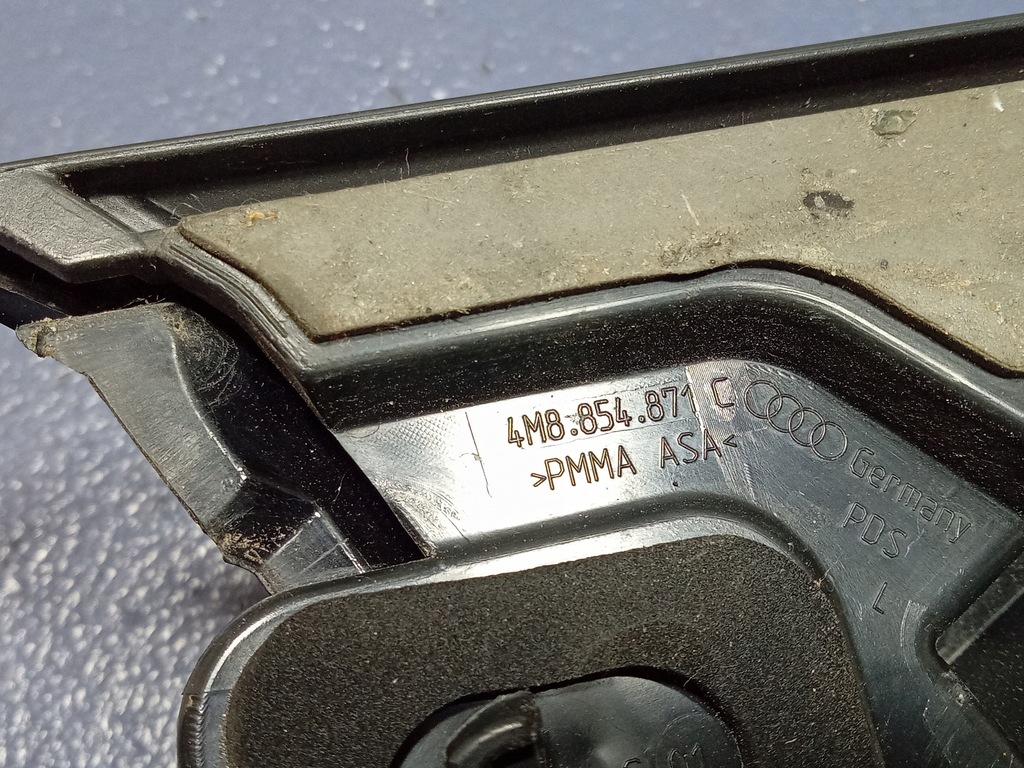 4M8.854.871 C
>PMMA ASA<
Germany
PDS
L